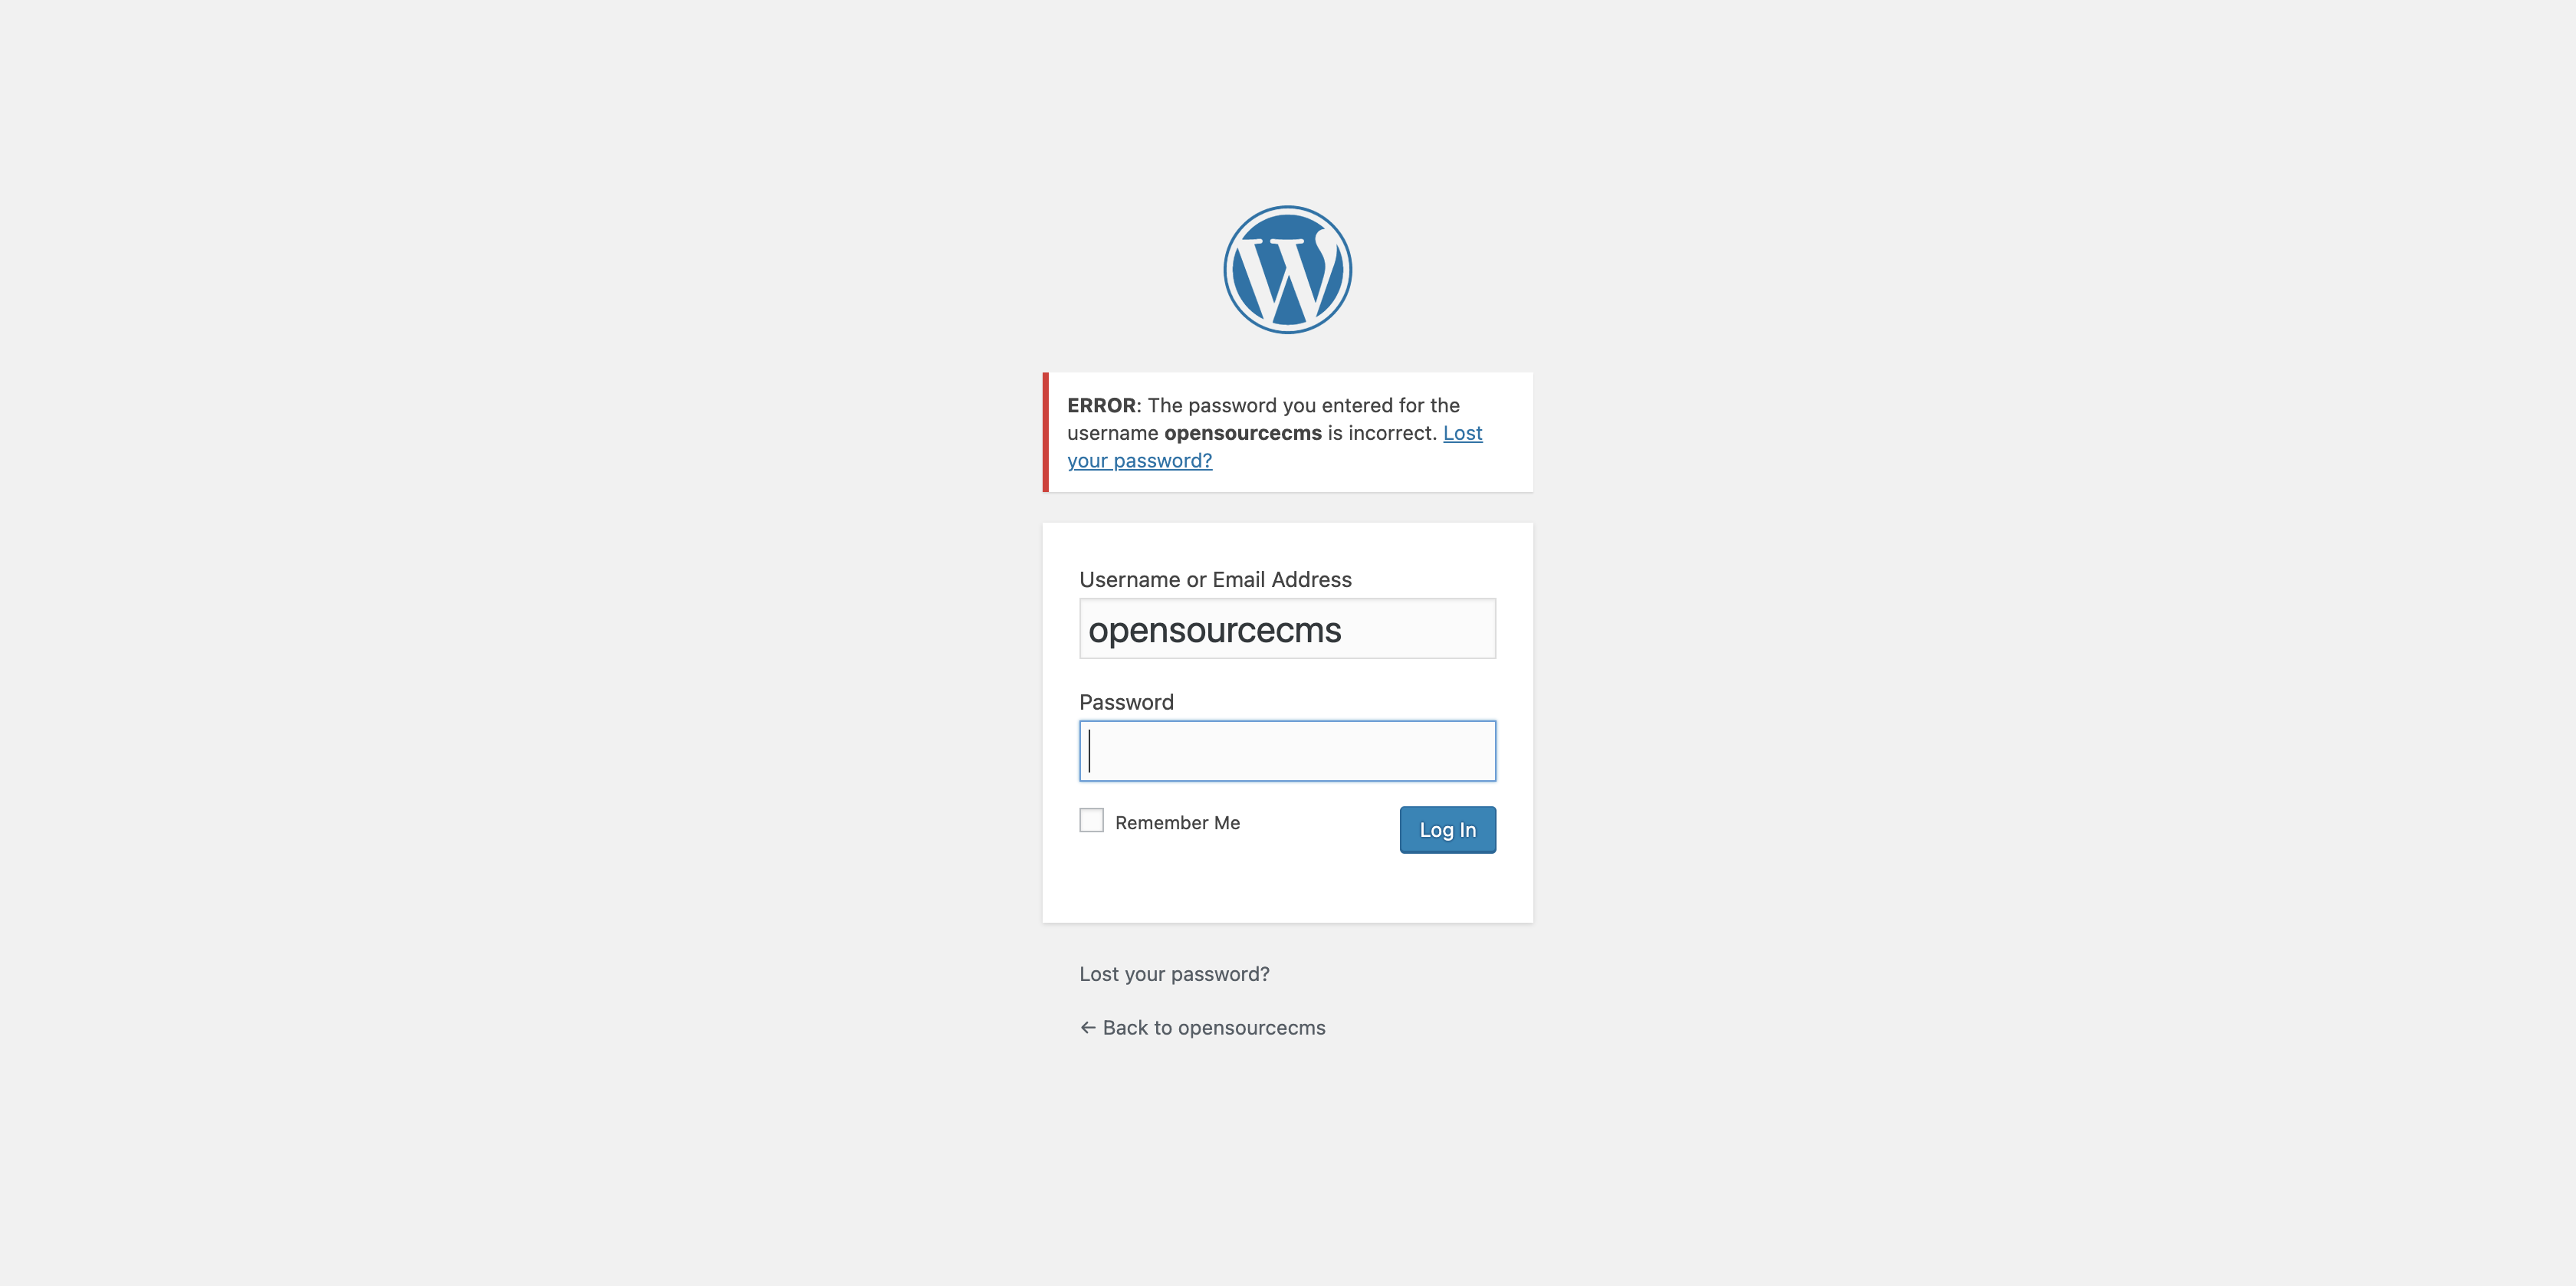 ERROR: The password you entered for the
username opensourcecms is incorrect. Lost
your password?
Username or Email Address
opensourcecms
Password
Remember Me
Log In
Lost your password?
← Back to opensourcecms